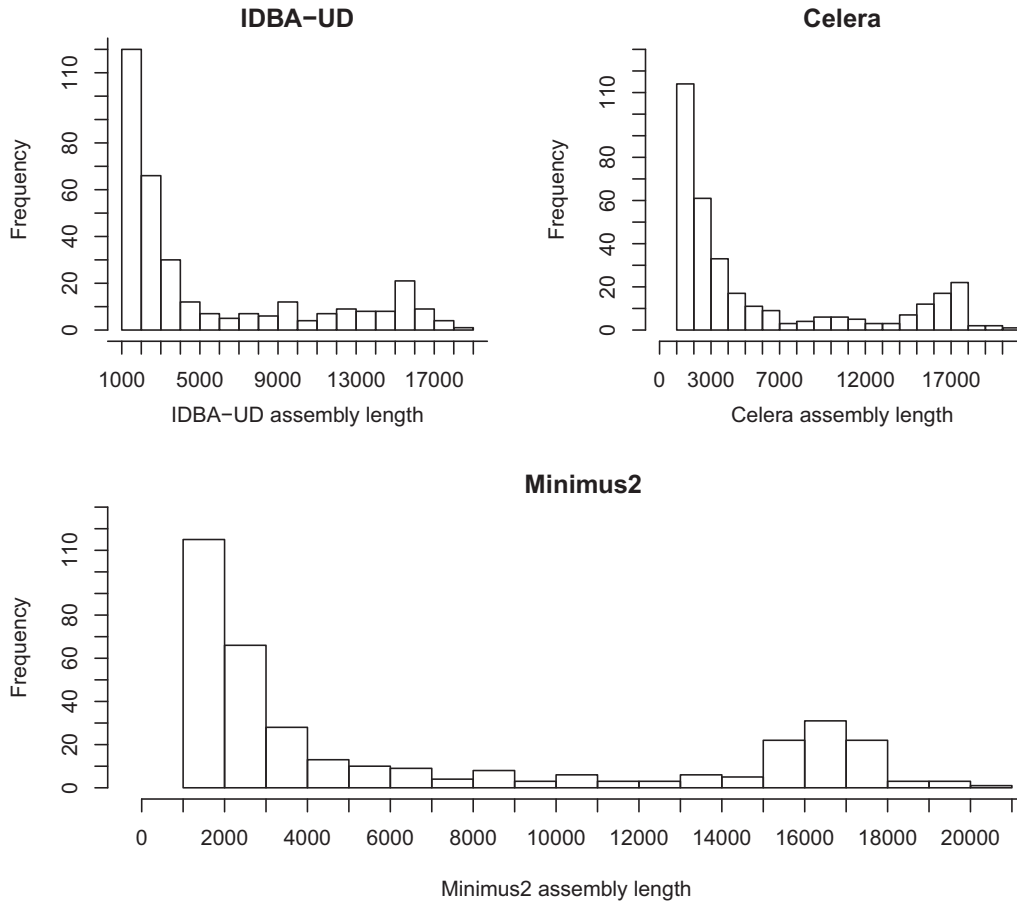 IDBA−UD
Frequency
0 20 40 60 80 110
1000 5000 9000 13000 17000
IDBA−UD assembly length
Celera
Frequency
0 20 40 60 80 110
0 3000 7000 12000 17000
Celera assembly length
Minimus2
Frequency
0 20 40 60 80 110
0 2000 4000 6000 8000 10000 12000 14000 16000 18000 20000
Minimus2 assembly length